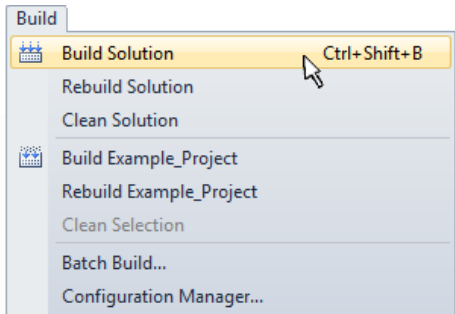 Build
Build Solution Ctrl+Shift+B
Rebuild Solution
Clean Solution
Build Example_Project
Rebuild Example_Project
Clean Selection
Batch Build...
Configuration Manager...